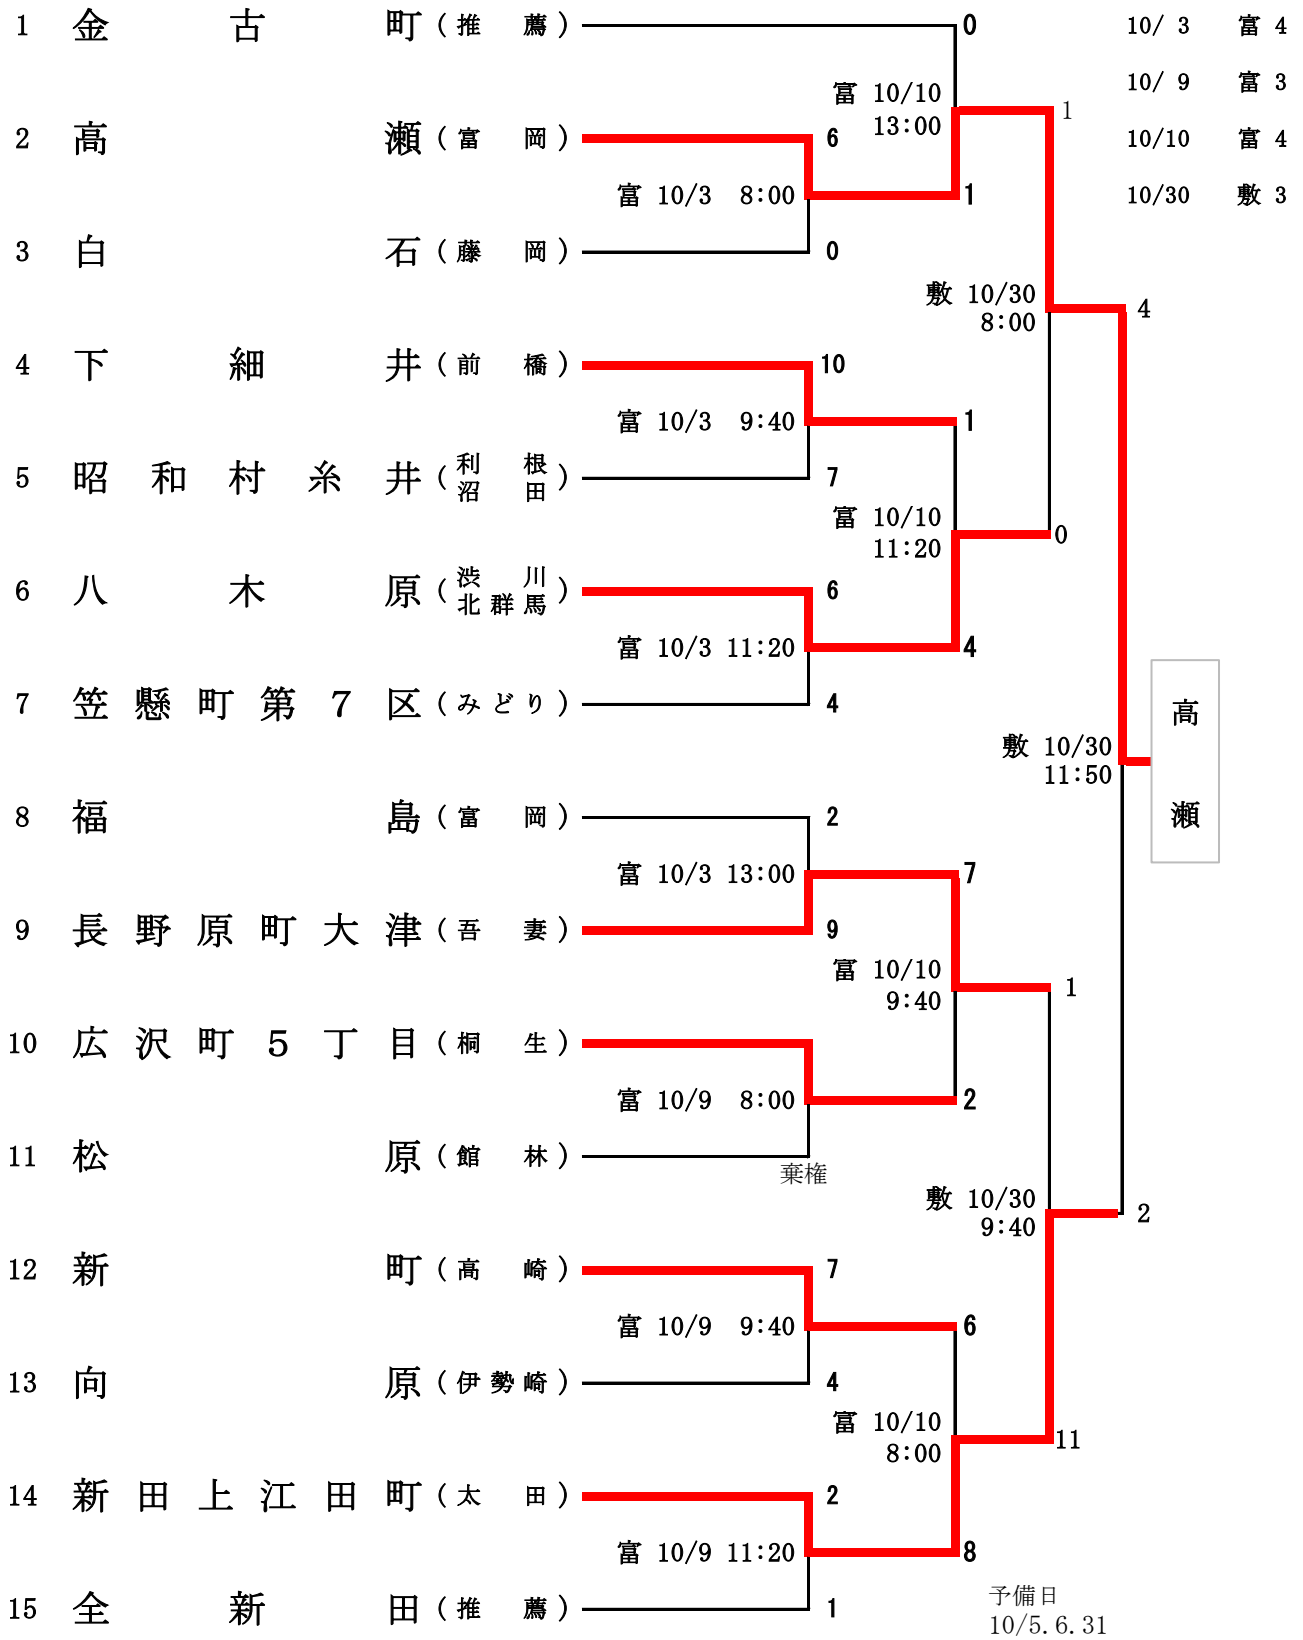 1 金古町（推薦） 0 10/ 3 富 4
富 10/10 10/ 9 富 3
13:00 1
2 高瀬（富岡） 6 10/10 富 4
富 10/3 8:00 1 10/30 敷 3
3 白石（藤岡） 0
敷 10/30
8:00 4
4 下細井（前橋） 10
富 10/3 9:40 1
5 昭和村糸井（利根沼田） 7
富 10/10
11:20 0
6 八木原（渋川北群馬） 6
富 10/3 11:20 4
7 笠懸町第７区（みどり） 4
高瀬
敷 10/30
11:50
8 福島（富岡） 2
富 10/3 13:00 7
9 長野原町大津（吾妻） 9
富 10/10
9:40 1
10 広沢町５丁目（桐生）
富 10/9 8:00 2
11 松原（館林）
棄権
敷 10/30
9:40 2
12 新町（高崎） 7
富 10/9 9:40 6
13 向原（伊勢崎） 4
富 10/10
8:00 11
14 新田上江田町（太田） 2
富 10/9 11:20 8
15 全新田（推薦） 1
予備日
10/5.6.31